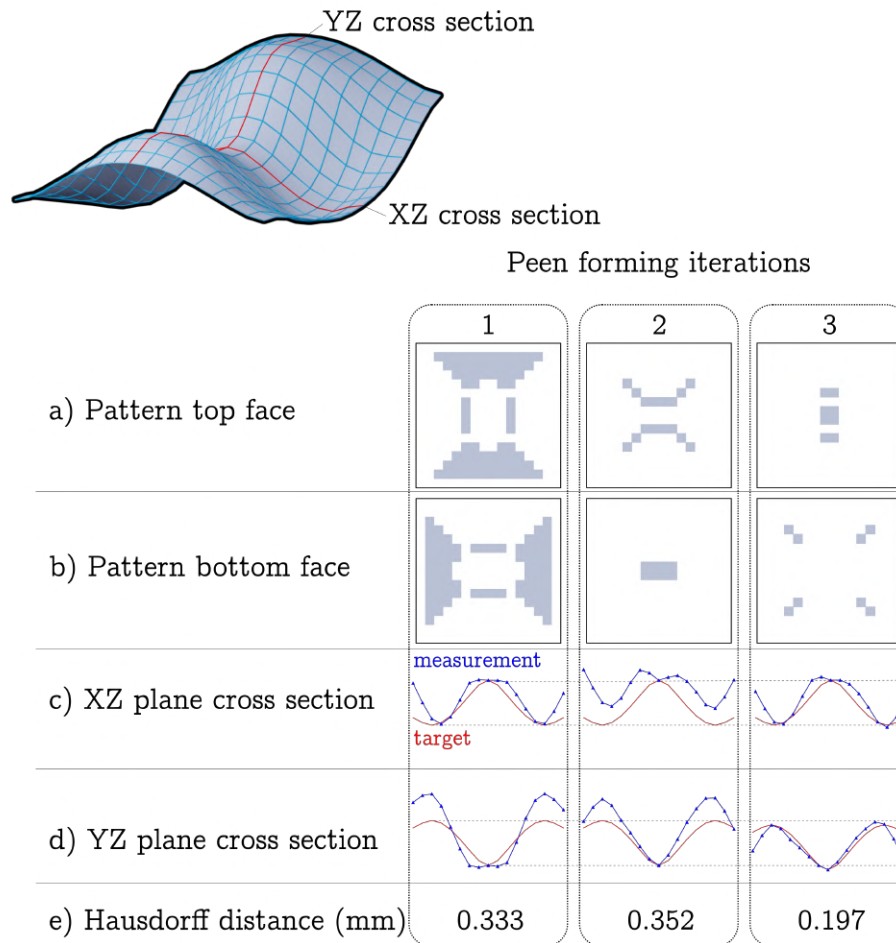 YZ cross section
XZ cross section
Peen forming iterations
1 2 3
a) Pattern top face
b) Pattern bottom face
measurement
c) XZ plane cross section
target
d) YZ plane cross section
e) Hausdorff distance (mm) 0.333 0.352 0.197